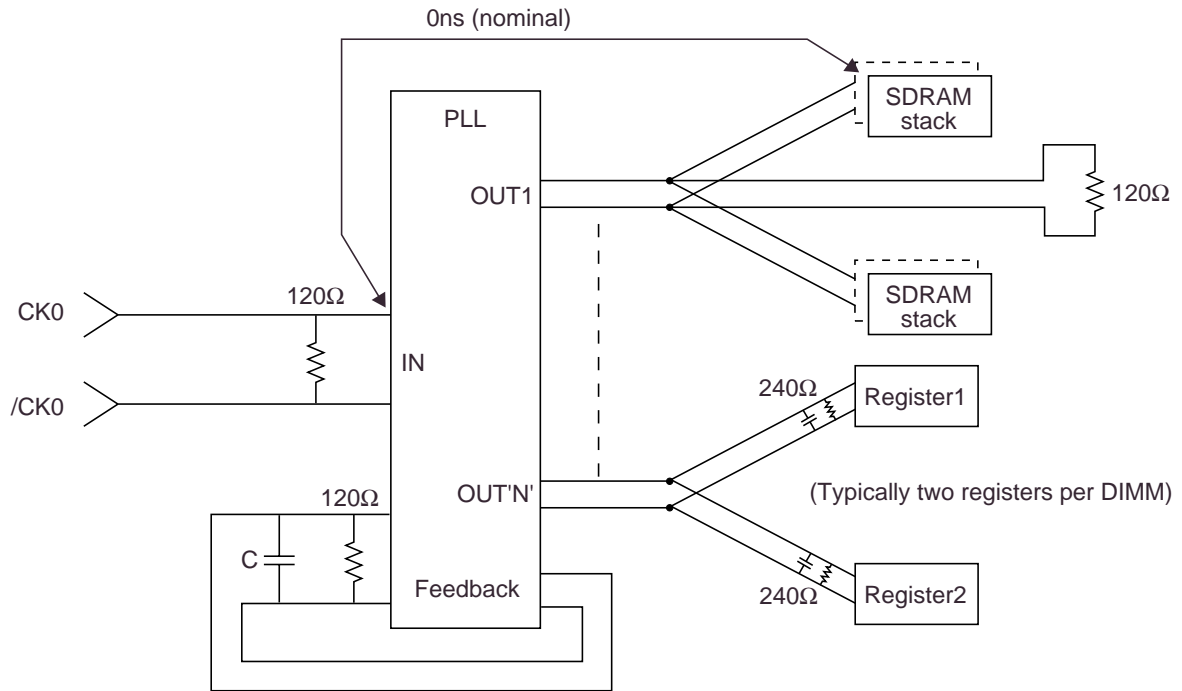 0ns (nominal)
PLL
SDRAM
stack
OUT1
120Ω
SDRAM
stack
120Ω
CK0
IN
/CK0
240Ω
Register1
120Ω
OUT'N'
(Typically two registers per DIMM)
C
Feedback
240Ω
Register2